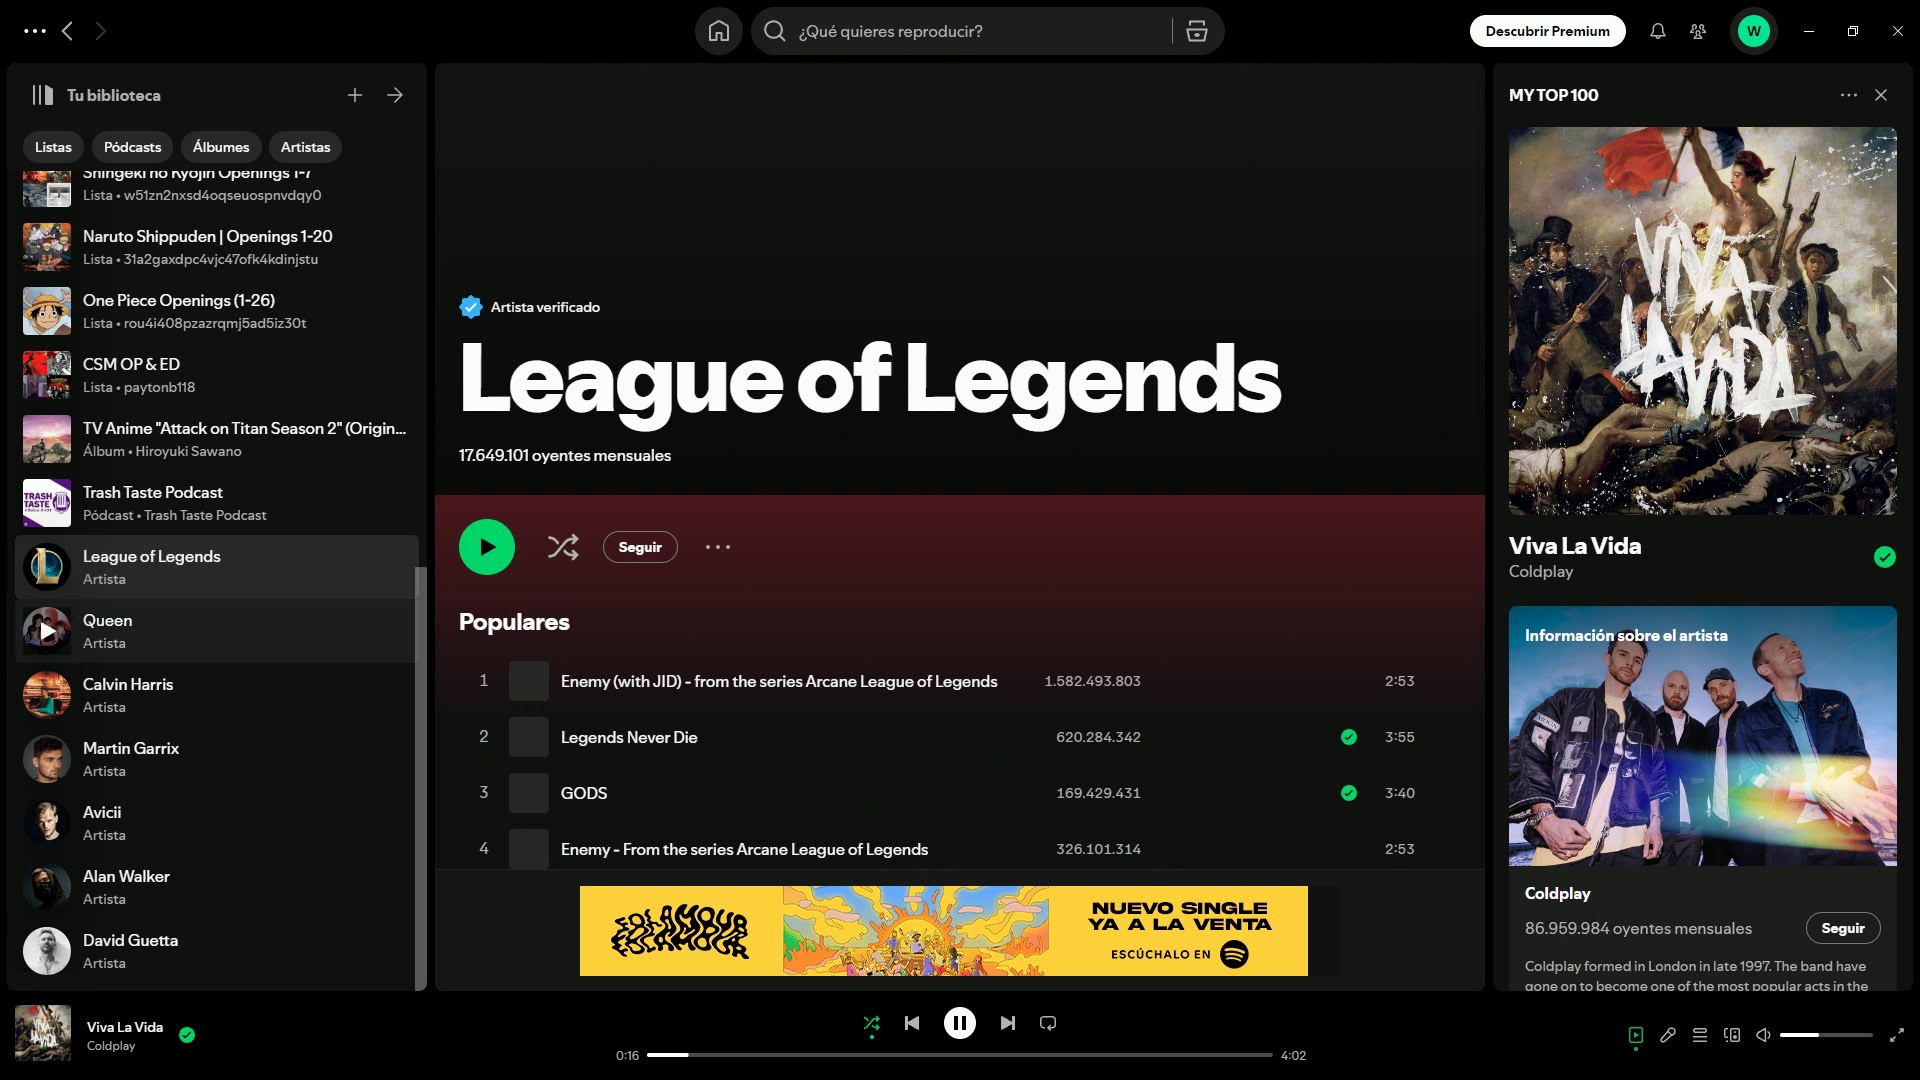 ¿Qué quieres reproducir?
Descubrir Premium
W
Tu biblioteca
Listas
Pódcasts
Álbumes
Artistas
Shingeki no Kyojin Openings 1-7
Lista • w51zn2nxsd4oqseuospnvdqy0
Naruto Shippuden | Openings 1-20
Lista • 31a2gaxdpc4vjc47ofk4kdinjstu
One Piece Openings (1-26)
Lista • rou4i408pzazrqmj5ad5iz30t
CSM OP & ED
Lista • paytonb118
TV Anime "Attack on Titan Season 2" (Origin...
Álbum • Hiroyuki Sawano
TRASH
TASTE
Trash Taste Podcast
Pódcast • Trash Taste Podcast
League of Legends
Artista
Queen
Artista
Calvin Harris
Artista
Martin Garrix
Artista
Avicii
Artista
Alan Walker
Artista
David Guetta
Artista
Artista verificado
League of Legends
17.649.101 oyentes mensuales
Seguir
Populares
1 Enemy (with JID) - from the series Arcane League of Legends 1.582.493.803 2:53
2 Legends Never Die 620.284.342 3:55
3 GODS 169.429.431 3:40
4 Enemy - From the series Arcane League of Legends 326.101.314 2:53
FOLAMOUR
NUEVO SINGLE
YA A LA VENTA
ESCÚCHALO EN
MY TOP 100
VIVA
LA VIDA
Viva La Vida
Coldplay
Información sobre el artista
Coldplay
86.959.984 oyentes mensuales
Seguir
Coldplay formed in London in late 1997. The band have
gone on to become one of the most popular acts in the
Viva La Vida
Coldplay
0:16
4:02